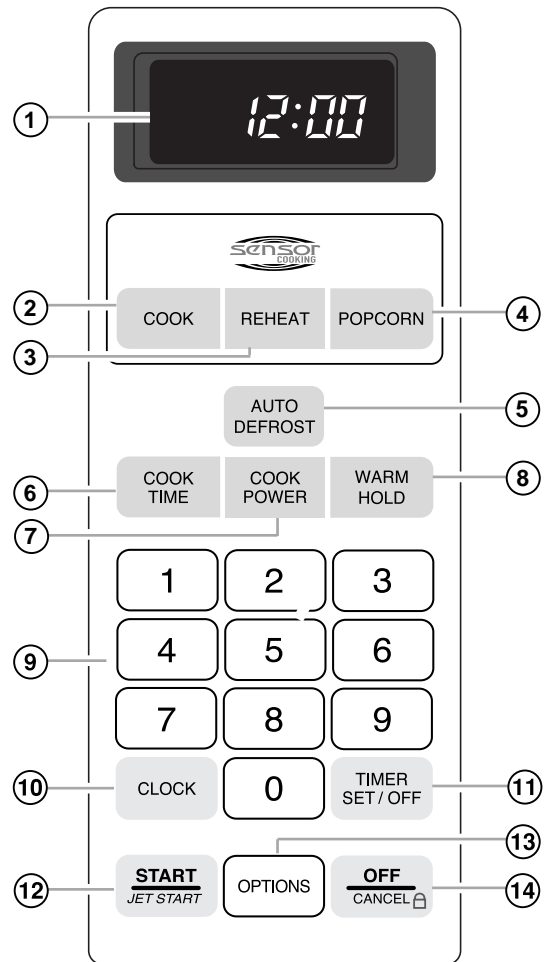 1
12:00
sensor
COOKING
2
COOK
REHEAT
POPCORN
4
3
AUTO
DEFROST
5
6
COOK
TIME
COOK
POWER
WARM
HOLD
8
7
1 2 3
9
4 5 6
7 8 9
10
CLOCK
0
TIMER
SET / OFF
11
13
12
START
JET START
OPTIONS
OFF
CANCEL
14